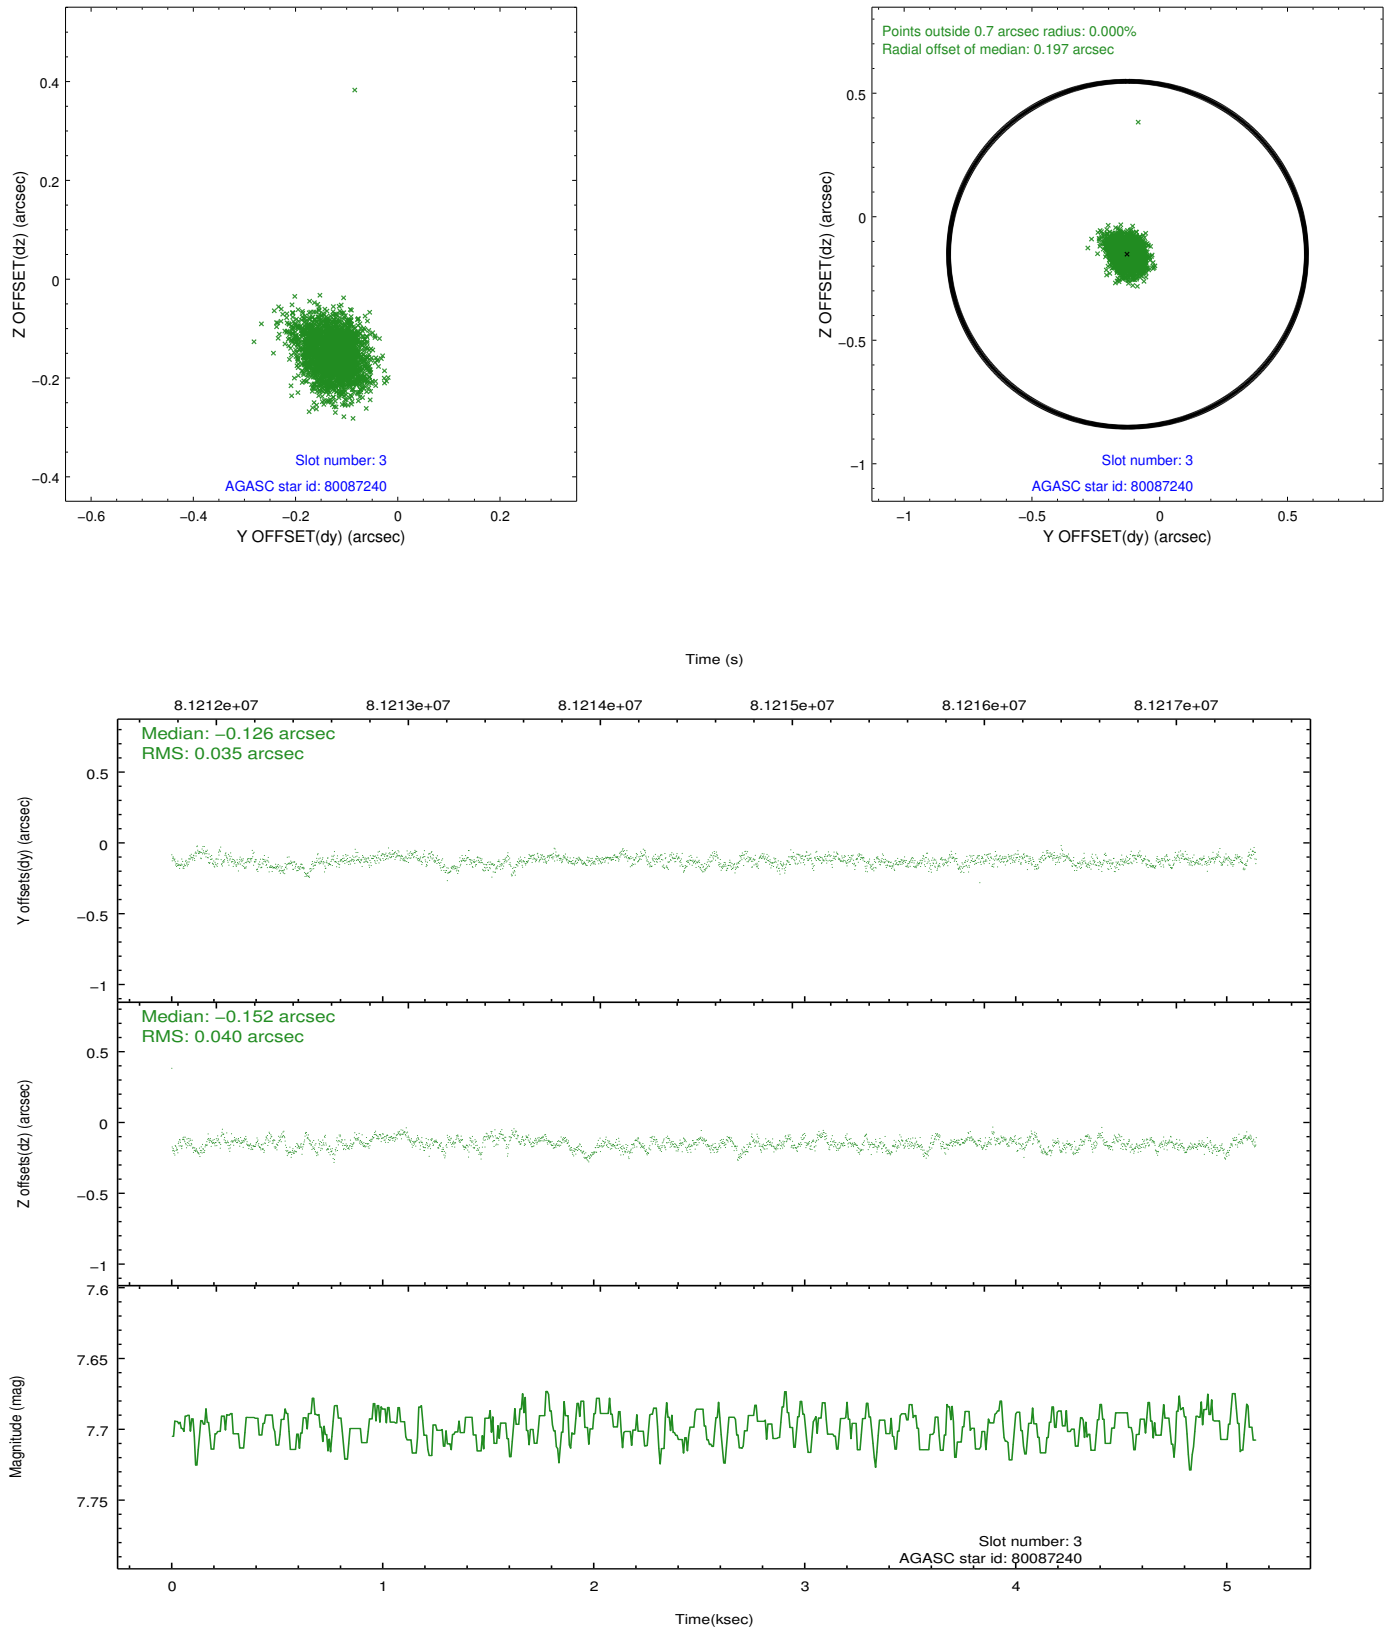 0.4
0.2
0
−0.2
−0.4
Z OFFSET(dz) (arcsec)
−0.6
−0.4
−0.2
0
0.2
Y OFFSET(dy) (arcsec)
Slot number: 3
AGASC star id: 80087240
Points outside 0.7 arcsec radius: 0.000%
Radial offset of median: 0.197 arcsec
0.5
0
−0.5
−1
Z OFFSET(dz) (arcsec)
Slot number: 3
AGASC star id: 80087240
−1
−0.5
0
0.5
Y OFFSET(dy) (arcsec)
Time (s)
8.1212e+07
8.1213e+07
8.1214e+07
8.1215e+07
8.1216e+07
8.1217e+07
Median: −0.126 arcsec
RMS: 0.035 arcsec
0.5
0
−0.5
−1
Y offsets(dy) (arcsec)
Median: −0.152 arcsec
RMS: 0.040 arcsec
0.5
0
−0.5
−1
Z offsets(dz) (arcsec)
7.6
7.65
7.7
7.75
Magnitude (mag)
Slot number: 3
AGASC star id: 80087240
0
1
2
3
4
5
Time(ksec)